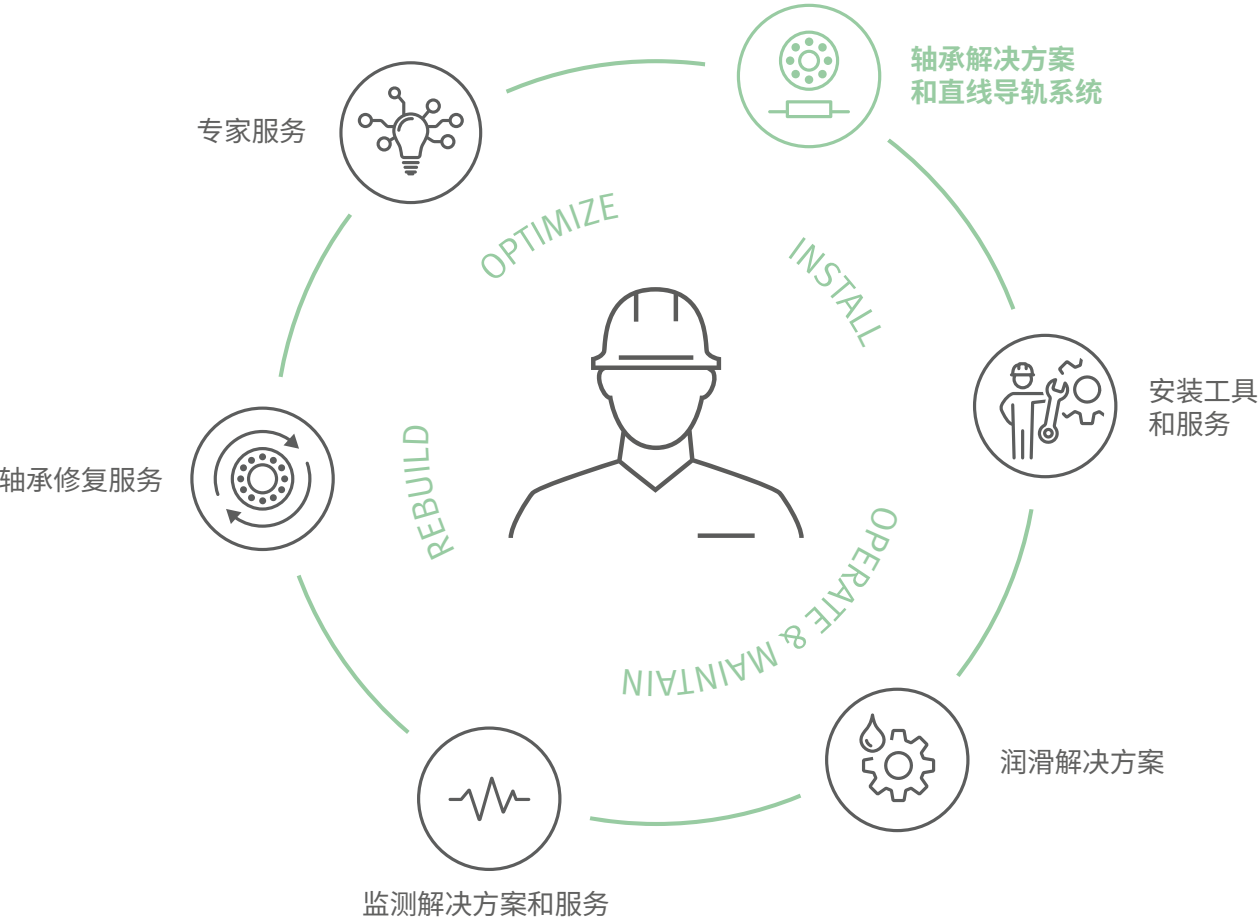 轴承解决方案
和直线导轨系统
专家服务
OPTIMIZE
INSTALL
安装工具
和服务
轴承修复服务
REBUILD
OPERATE & MAINTAIN
润滑解决方案
监测解决方案和服务